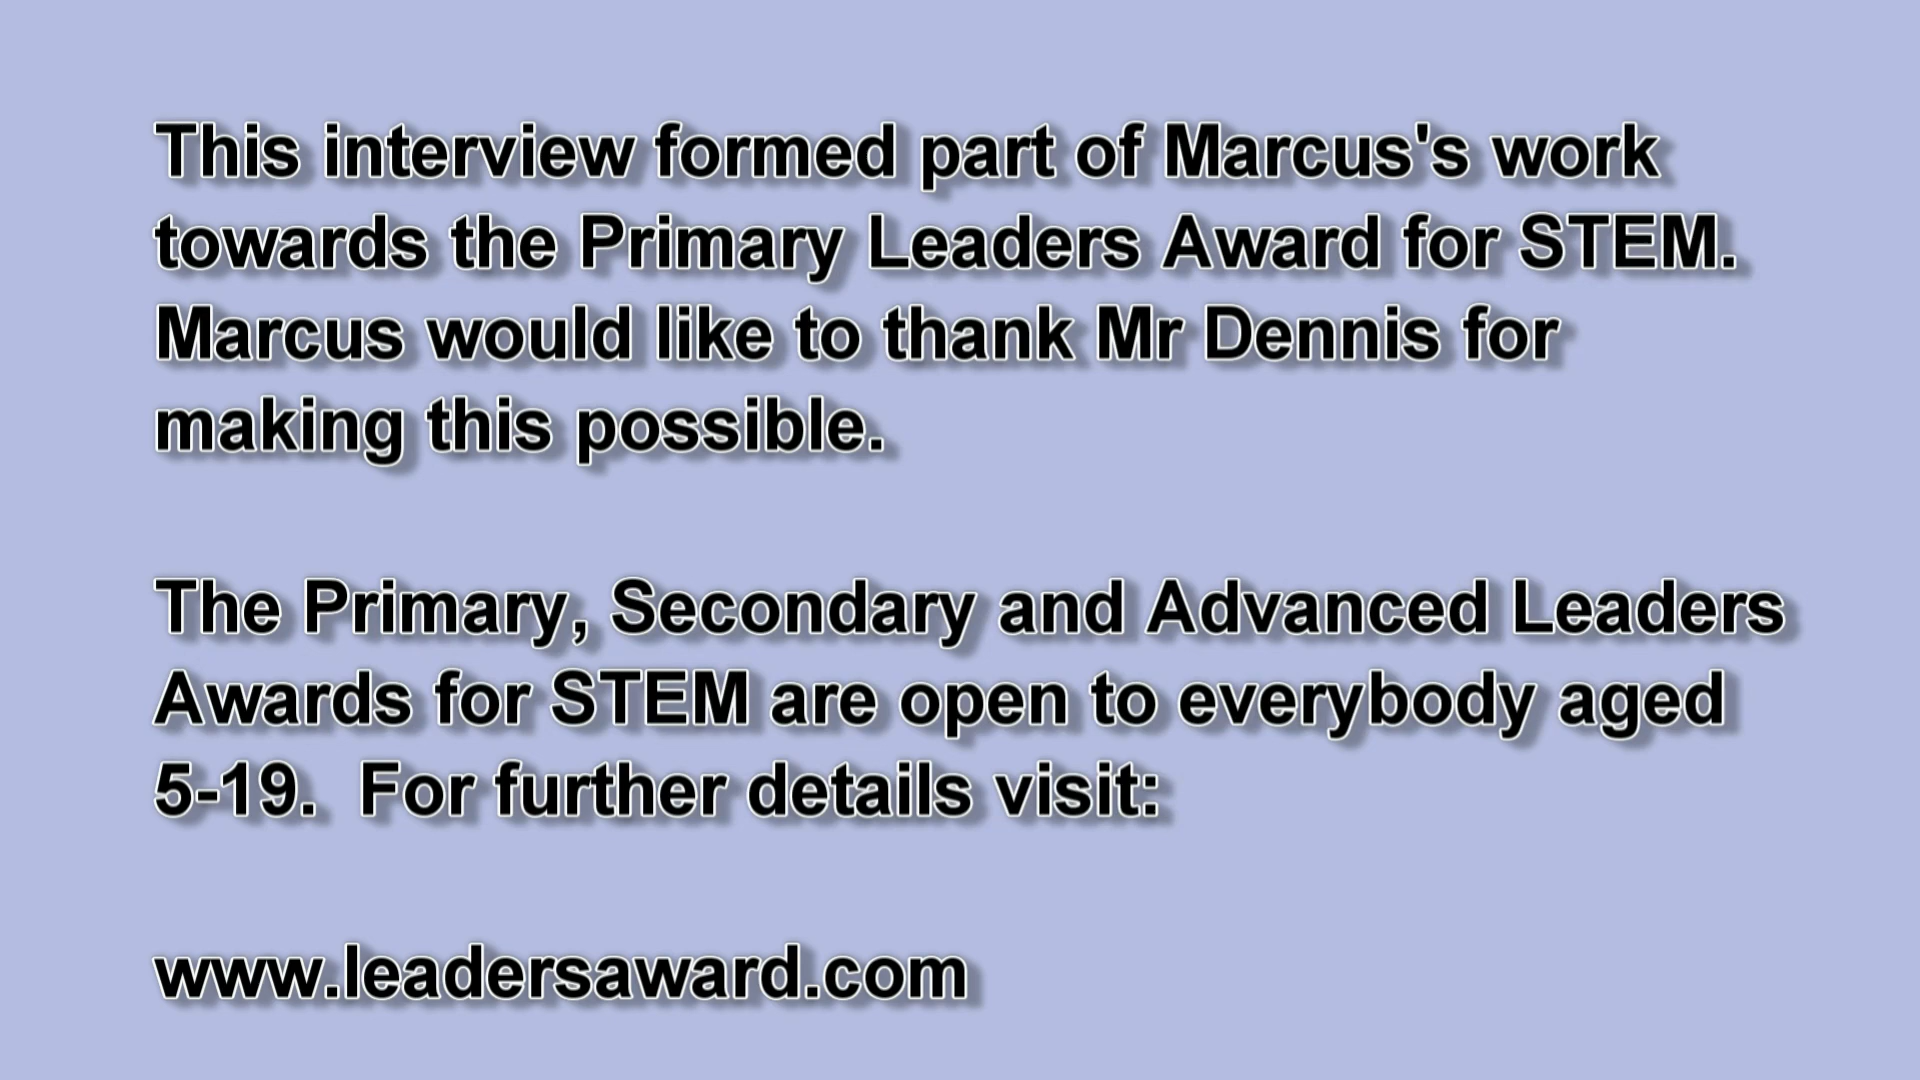 This interview formed part of Marcus's work
towards the Primary Leaders Award for STEM.
Marcus would like to thank Mr Dennis for
making this possible.
The Primary, Secondary and Advanced Leaders
Awards for STEM are open to everybody aged
5-19.  For further details visit:
www.leadersaward.com